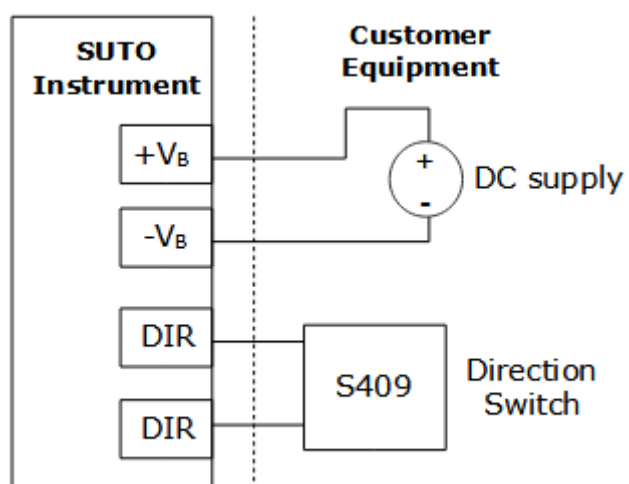 SUTO
Instrument
Customer
Equipment
+VB
+
DC supply
-
-VB
DIR
S409
Direction
Switch
DIR